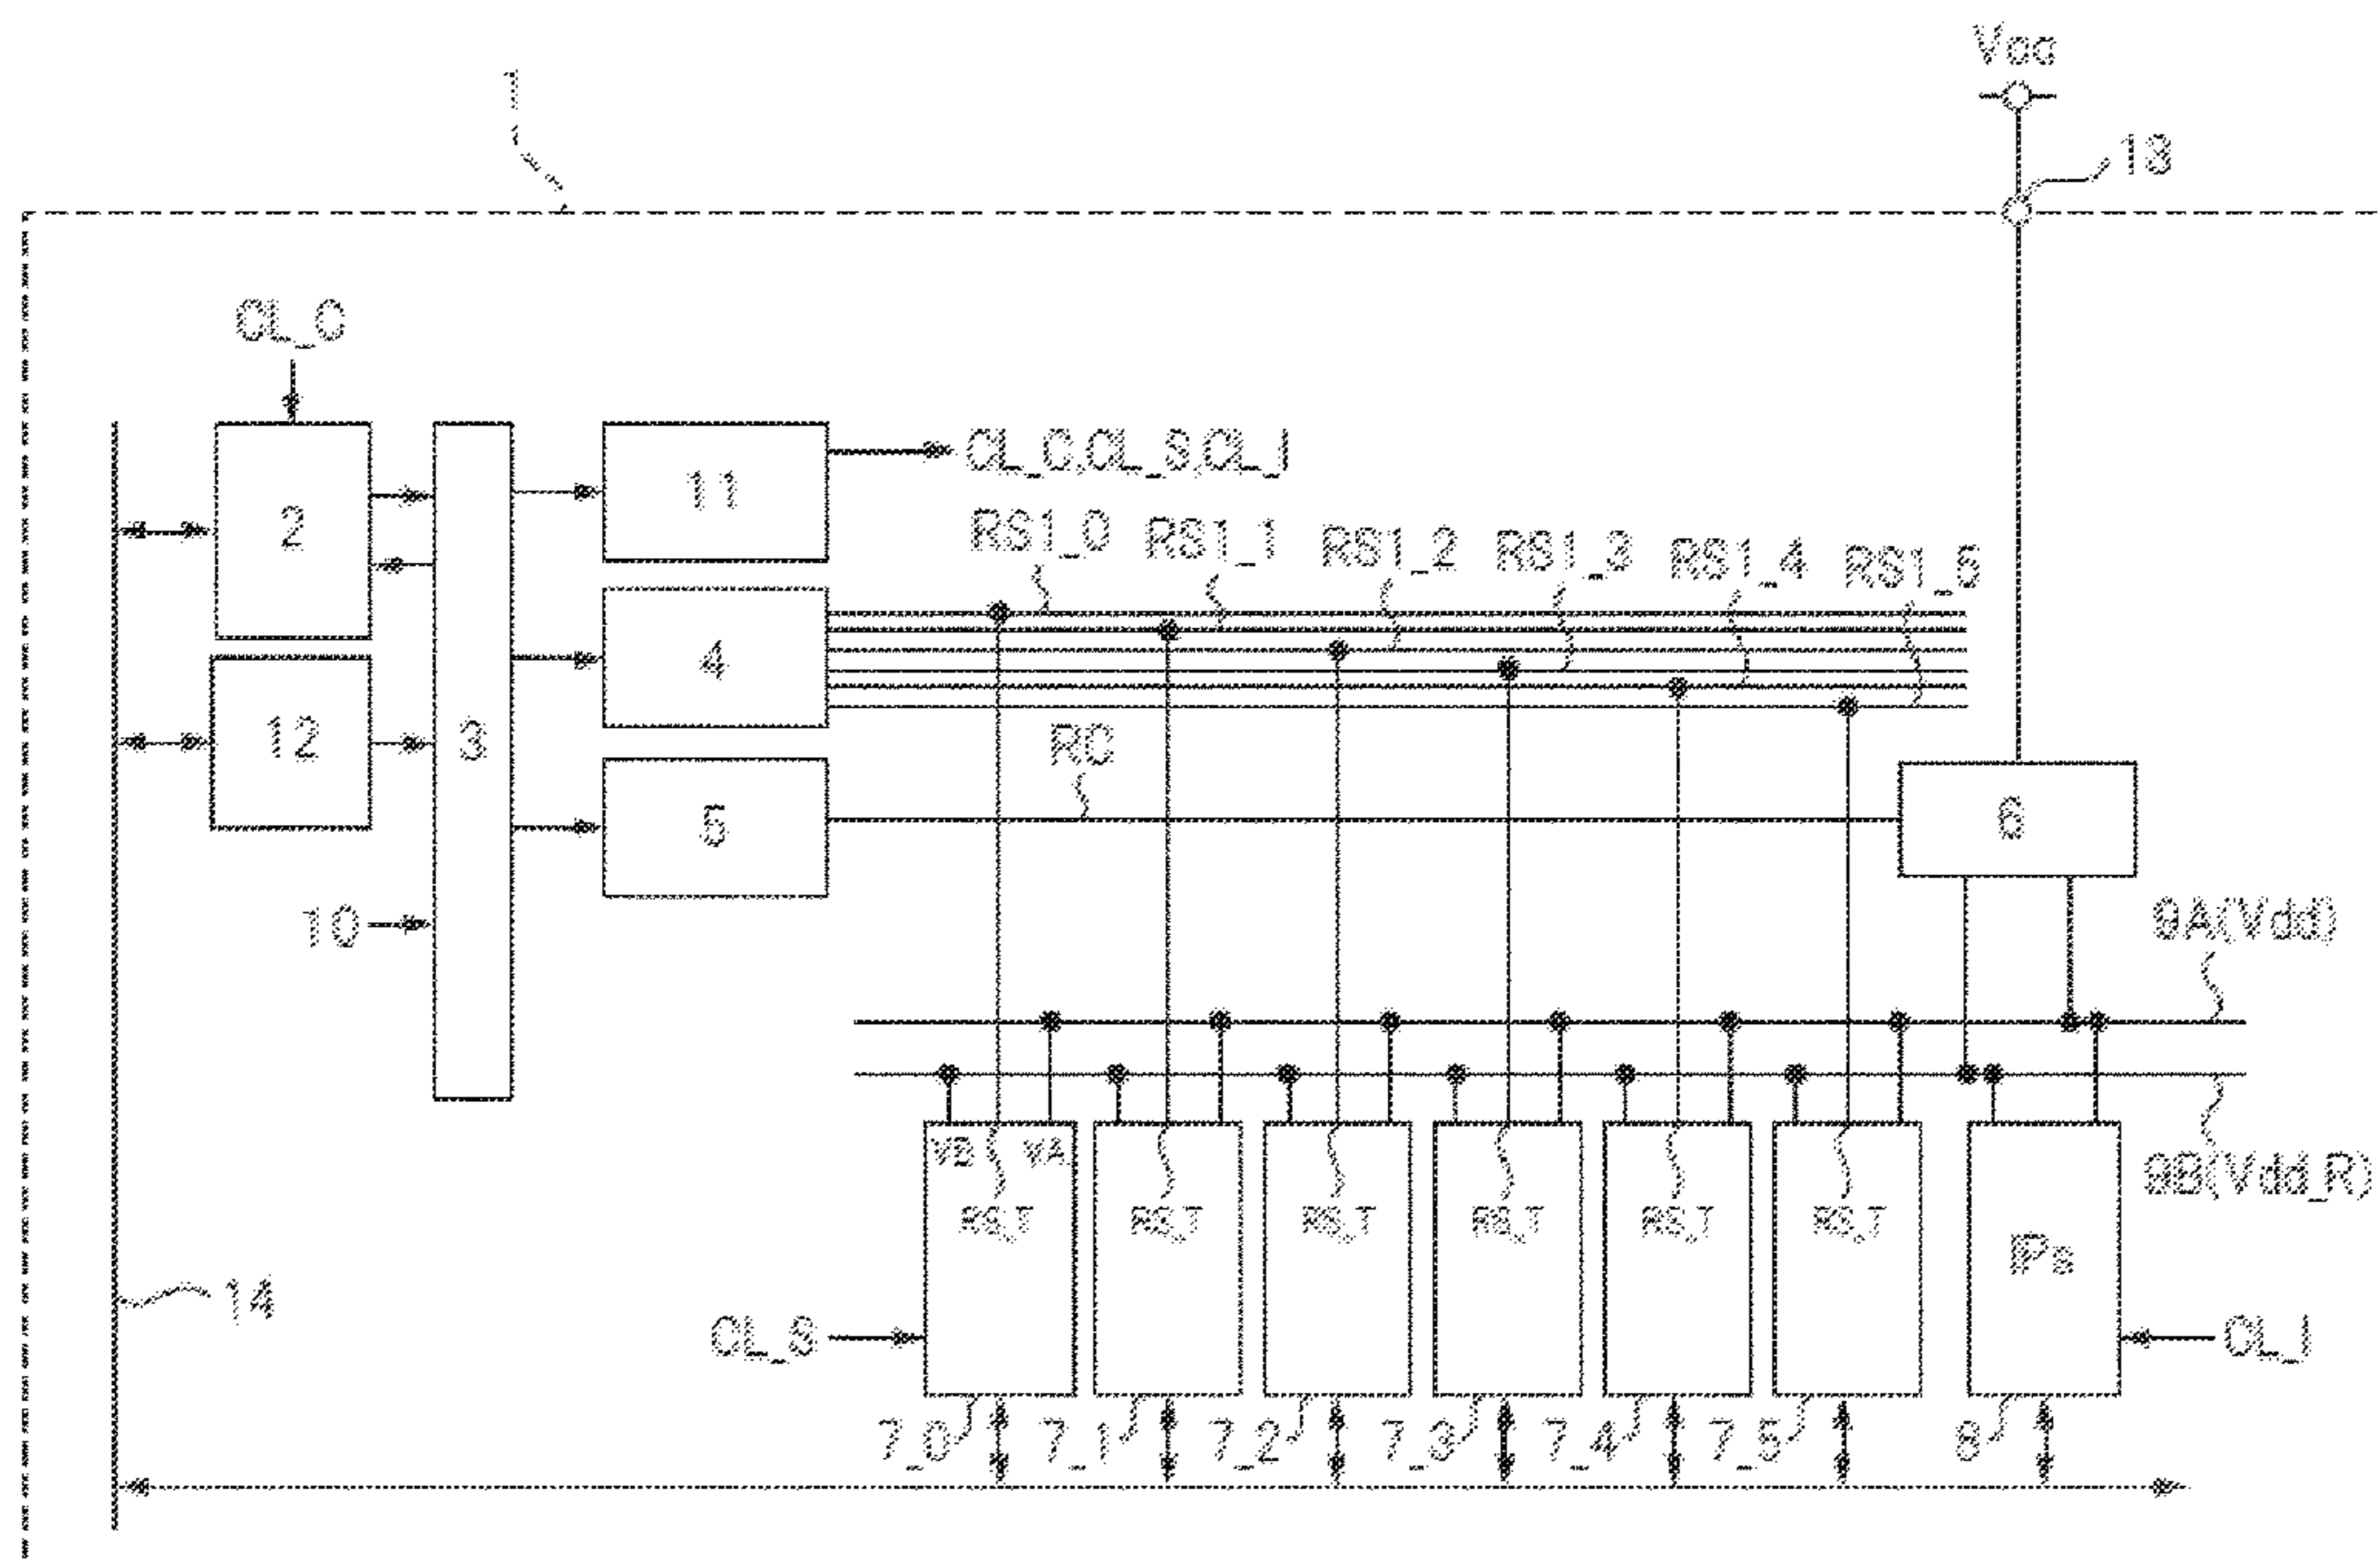 1
13
CL_C
2
3
11
CL_C,CL_S,CL_I
RS1_0
RS1_1
RS1_2
RS1_3
RS1_4
RS1_5
4
12
RC
5
6
10
9A(Vdd)
VB
VA
9B(Vdd_R)
RS_T
RS_T
RS_T
RS_T
RS_T
RS_T
IPs
14
CL_S
CL_I
7_0
7_1
7_2
7_3
7_4
7_5
8